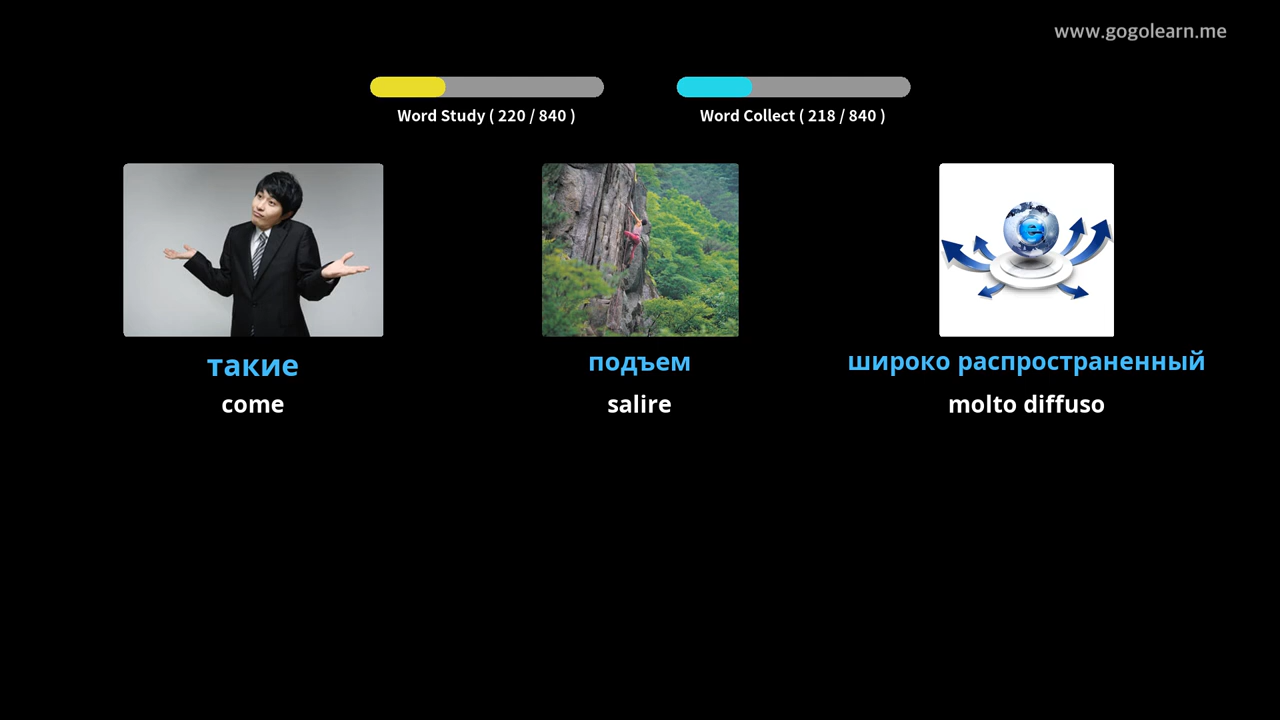 www.gogolearn.me
Word Study ( 220 / 840 )
Word Collect ( 218 / 840 )
такие
подъем
широко распространенный
come
salire
molto diffuso